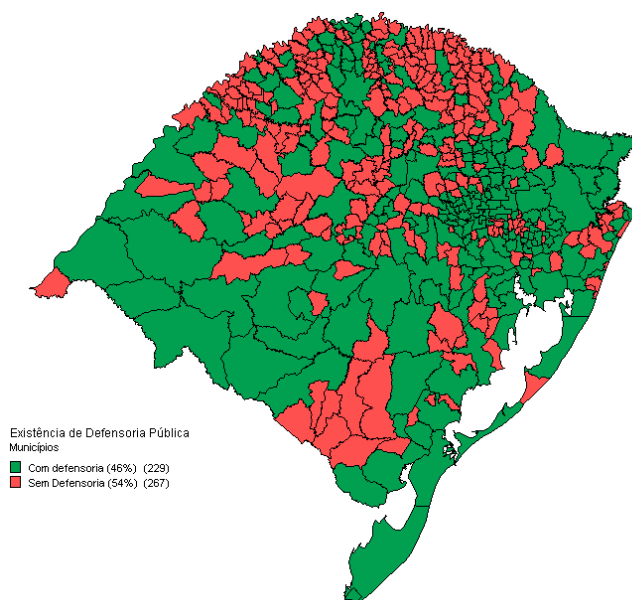 Existência de Defensoria Pública
Municípios
Com defensoria (46%) (229)
Sem Defensoria (54%) (267)